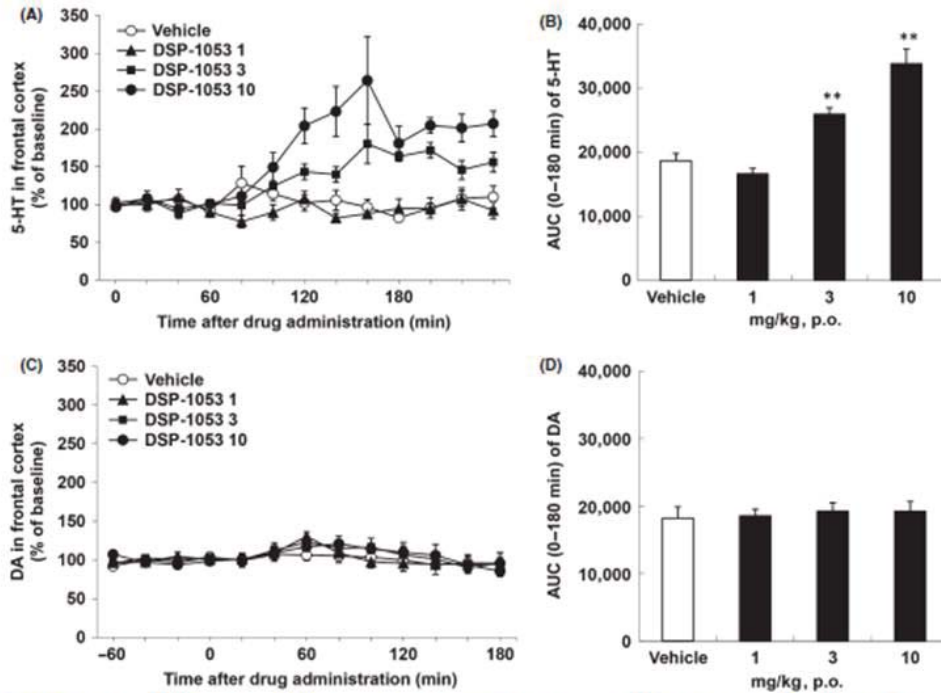 (A)
5-HT in frontal cortex
(% of baseline)
350
300
250
200
150
100
50
0
Vehicle
DSP-1053 1
DSP-1053 3
DSP-1053 10
0 60 120 180
Time after drug administration (min)
(B)
AUC (0–180 min) of 5-HT
40,000
30,000
20,000
10,000
0
**
**
Vehicle 1 3 10
mg/kg, p.o.
(C)
DA in frontal cortex
(% of baseline)
350
300
250
200
150
100
50
0
Vehicle
DSP-1053 1
DSP-1053 3
DSP-1053 10
–60 0 60 120 180
Time after drug administration (min)
(D)
AUC (0–180 min) of DA
40,000
30,000
20,000
10,000
0
Vehicle 1 3 10
mg/kg, p.o.